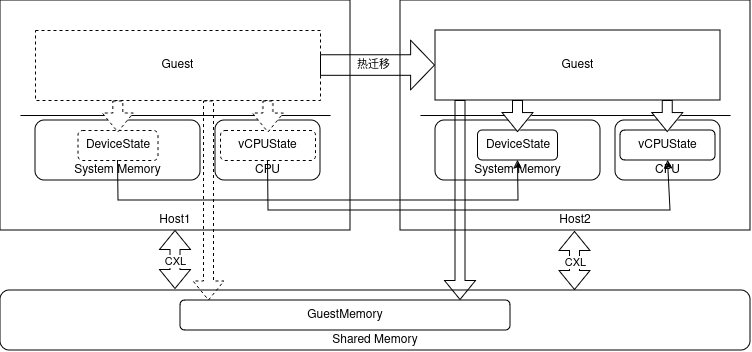 Guest
热迁移
Guest
DeviceState
System Memory
vCPUState
CPU
DeviceState
System Memory
vCPUState
CPU
Host1
Host2
CXL
CXL
GuestMemory
Shared Memory